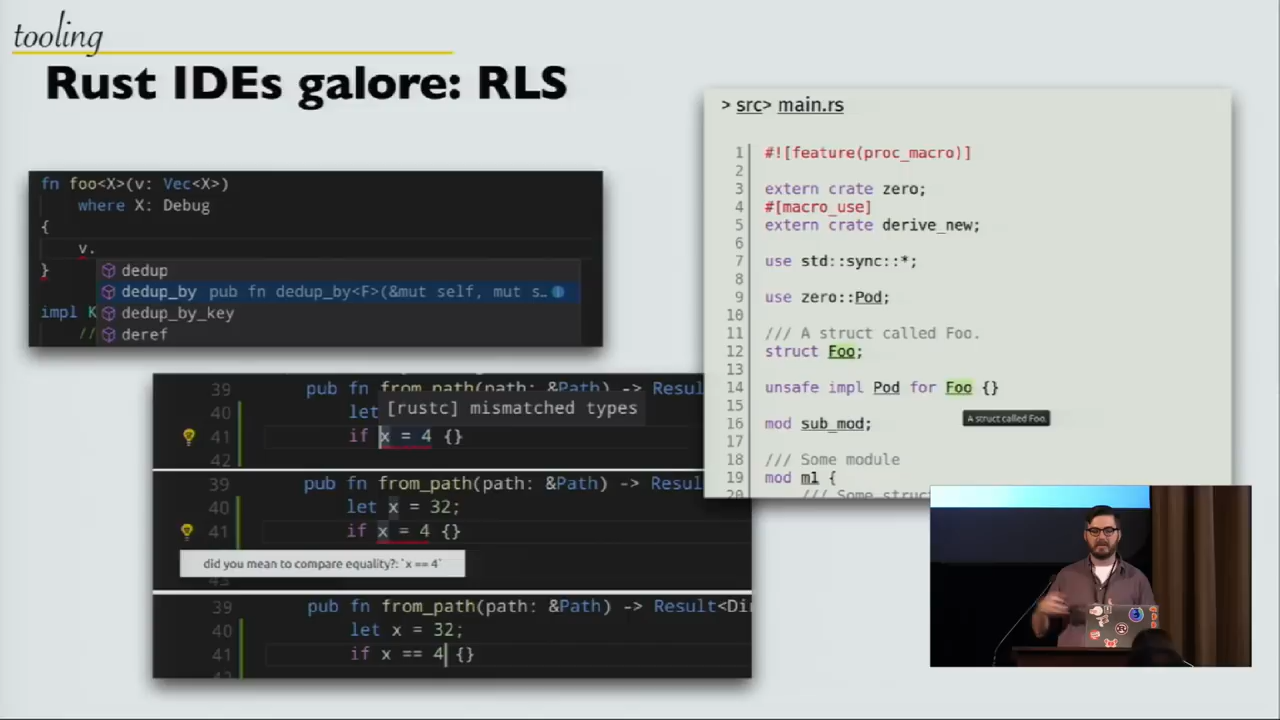 tooling
Rust IDEs galore: RLS
fn foo<X>(v: Vec<X>)
where X: Debug
{
v.
}
dedup
dedup_by pub fn dedup_by<F>(&mut self, mut s…
dedup_by_key
deref
impl K
//
39 pub fn from_path(path: &Path) -> Result
[rustc] mismatched types
40 let
41 if x = 4 {}
42
39 pub fn from_path(path: &Path) -> Resul
40 let x = 32;
41 if x = 4 {}
did you mean to compare equality?: `x == 4`
39 pub fn from_path(path: &Path) -> Result<Di
40 let x = 32;
41 if x == 4 {}
> src> main.rs
1 #![feature(proc_macro)]
2
3 extern crate zero;
4 #[macro_use]
5 extern crate derive_new;
6
7 use std::sync::*;
8
9 use zero::Pod;
10
11 /// A struct called Foo.
12 struct Foo;
13
14 unsafe impl Pod for Foo {}
15
A struct called Foo.
16 mod sub_mod;
17
18 /// Some module
19 mod m1 {
20 /// Some struc